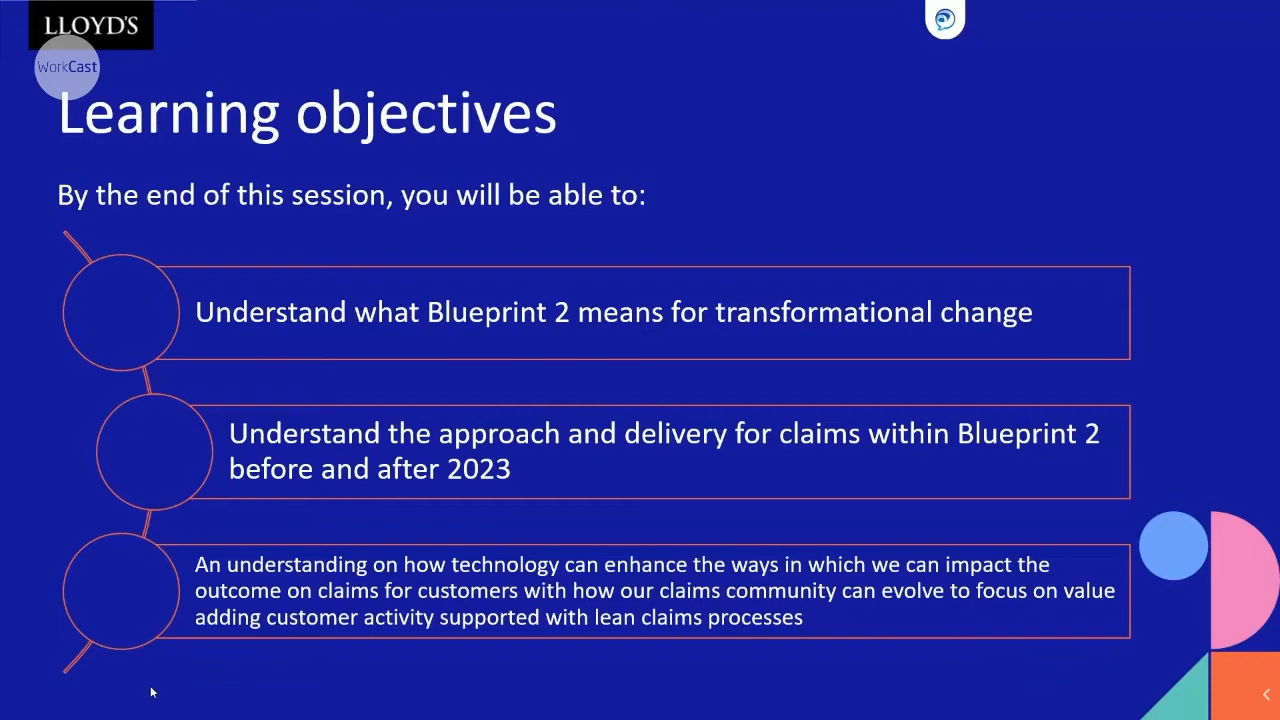 LLOYD'S
WorkCast
Learning objectives
By the end of this session, you will be able to:
Understand what Blueprint 2 means for transformational change
Understand the approach and delivery for claims within Blueprint 2
before and after 2023
An understanding on how technology can enhance the ways in which we can impact the
outcome on claims for customers with how our claims community can evolve to focus on value
adding customer activity supported with lean claims processes